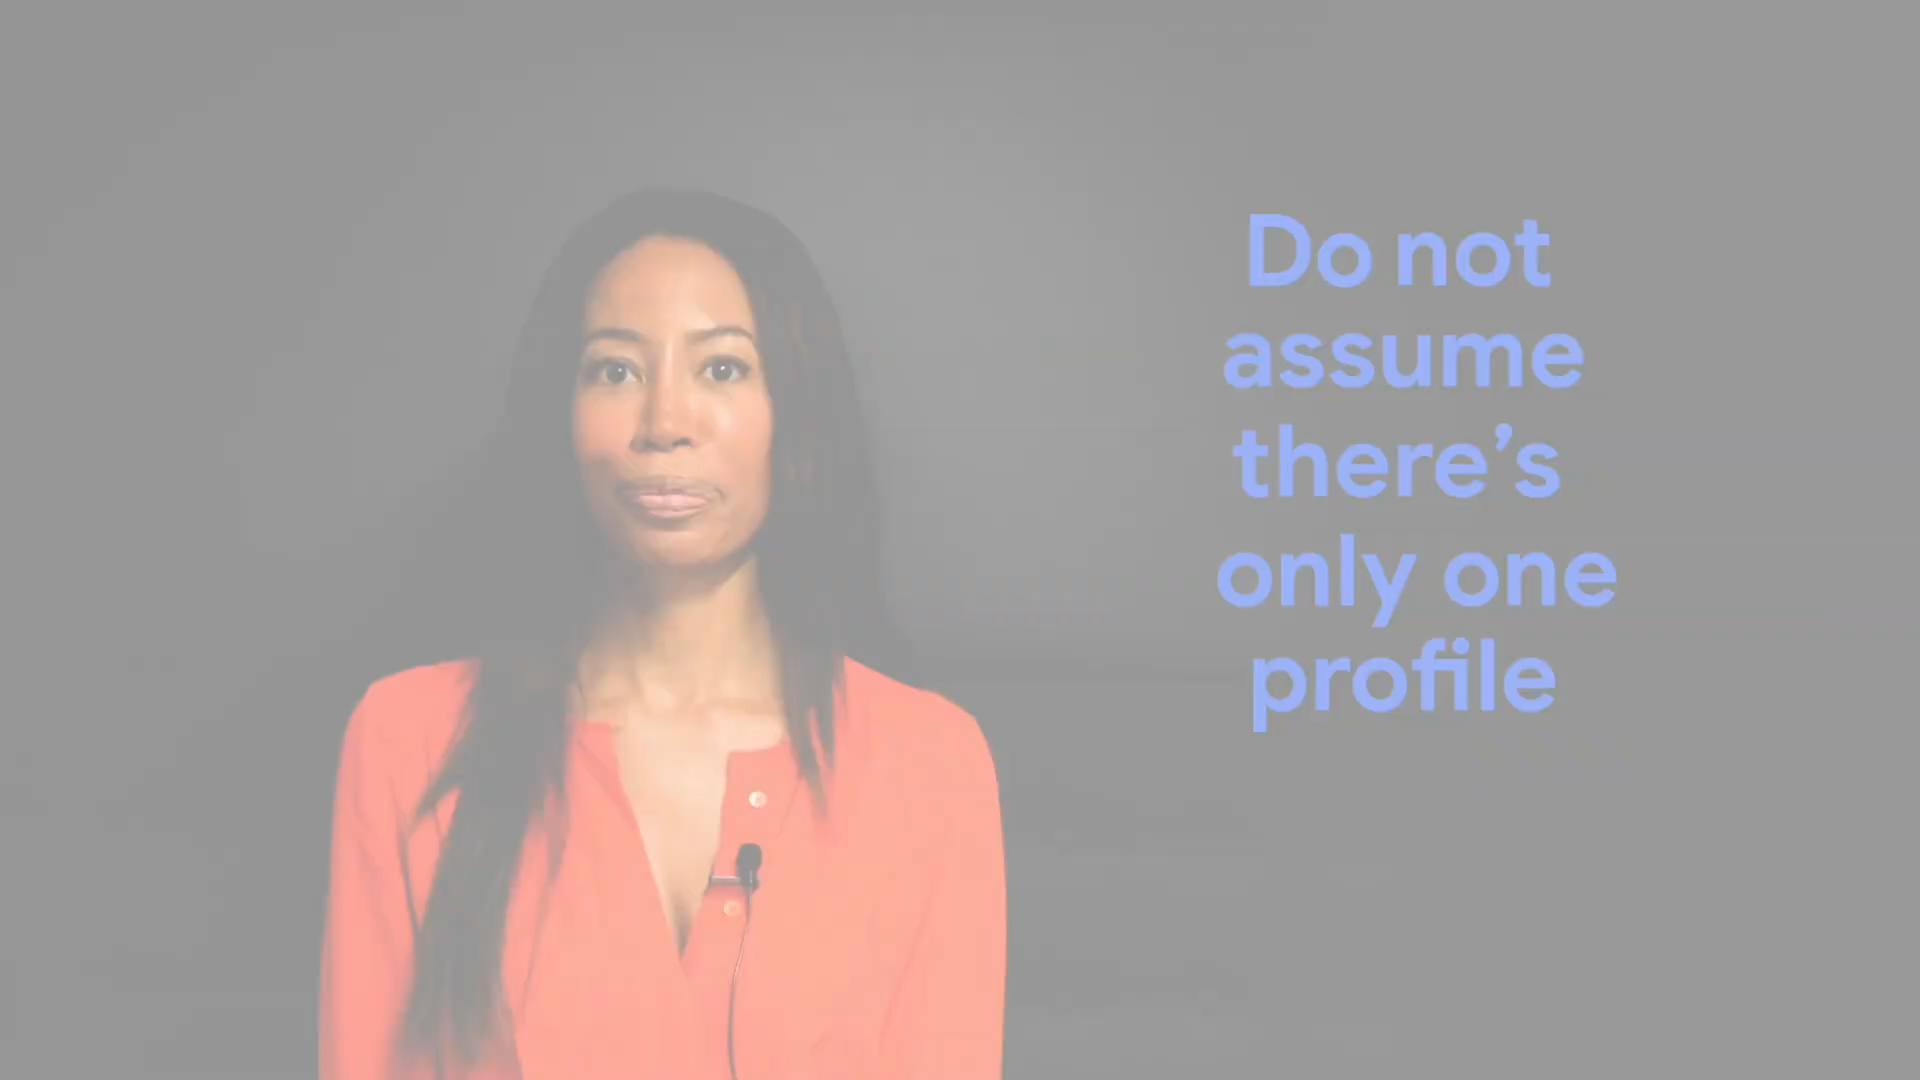 Do not
assume
there’s
only one
profile